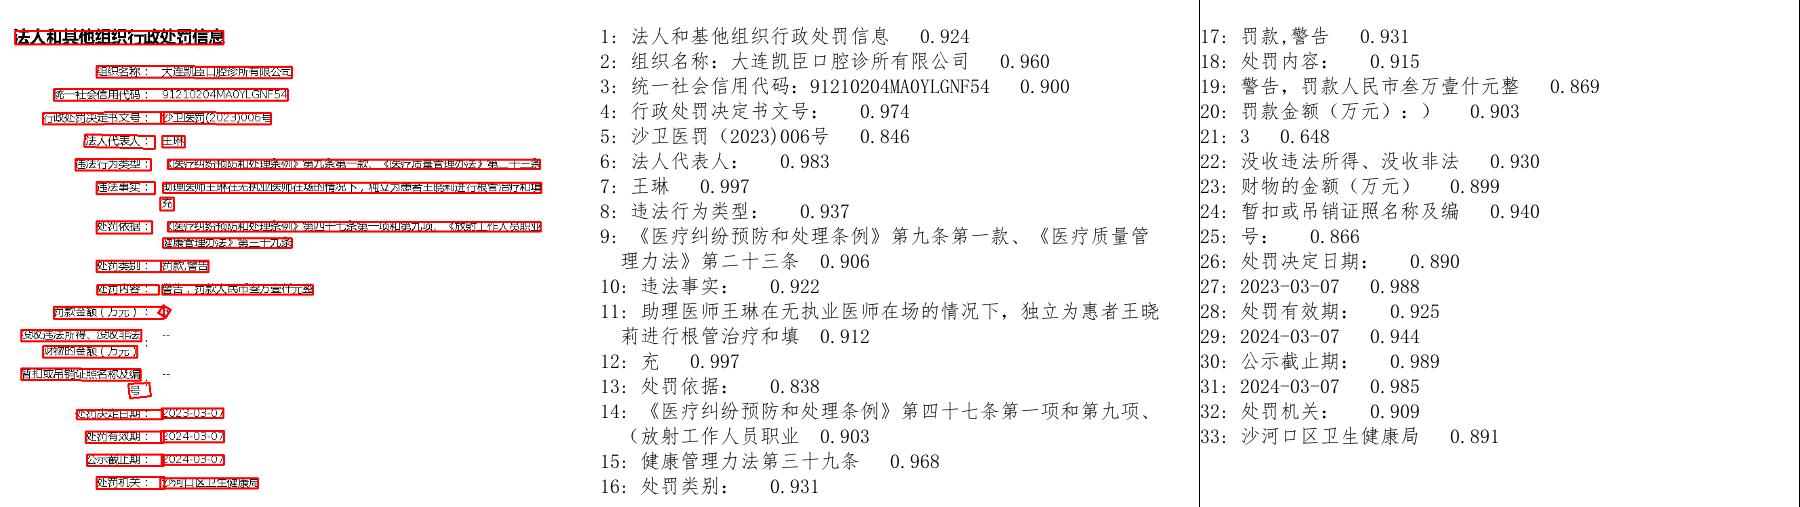 法人和其他组织行政处罚信息
组织名称： 大连凯臣口腔诊所有限公司
统一社会信用代码： 91210204MA0YLGNF54
行政处罚决定书文号： 沙卫医罚(2023)006号
法人代表人： 王琳
违法行为类型： 《医疗纠纷预防和处理条例》第九条第一款、《医疗质量管理办法》第二十三条
违法事实： 助理医师王琳在无执业医师在场的情况下，独立为患者王晓莉进行根管治疗和填
充
处罚依据： 《医疗纠纷预防和处理条例》第四十七条第一项和第九项、《放射工作人员职业
健康管理办法》第三十九条
处罚类别： 罚款,警告
处罚内容： 警告，罚款人民币叁万壹仟元整
罚款金额（万元）：
没收违法所得、没收非法
财物的金额（万元）
： --
暂扣或吊销证照名称及编
号
： --
处罚决定日期： 2023-03-07
处罚有效期： 2024-03-07
公示截止期： 2024-03-07
处罚机关： 沙河口区卫生健康局
1: 法人和基他组织行政处罚信息 0.924
2: 组织名称：大连凯臣口腔诊所有限公司 0.960
3: 统一社会信用代码：91210204MA0YLGNF54 0.900
4: 行政处罚决定书文号： 0.974
5: 沙卫医罚（2023)006号 0.846
6: 法人代表人： 0.983
7: 王琳 0.997
8: 违法行为类型： 0.937
9: 《医疗纠纷预防和处理条例》第九条第一款、《医疗质量管
理力法》第二十三条 0.906
10: 违法事实： 0.922
11: 助理医师王琳在无执业医师在场的情况下，独立为惠者王晓
莉进行根管治疗和填 0.912
12: 充 0.997
13: 处罚依据： 0.838
14: 《医疗纠纷预防和处理条例》第四十七条第一项和第九项、
（放射工作人员职业 0.903
15: 健康管理力法第三十九条 0.968
16: 处罚类别： 0.931
17: 罚款,警告 0.931
18: 处罚内容： 0.915
19: 警告，罚款人民币叁万壹什元整 0.869
20: 罚款金额（万元）：） 0.903
21: 3 0.648
22: 没收违法所得、没收非法 0.930
23: 财物的金额（万元） 0.899
24: 暂扣或吊销证照名称及编 0.940
25: 号： 0.866
26: 处罚决定日期： 0.890
27: 2023-03-07 0.988
28: 处罚有效期： 0.925
29: 2024-03-07 0.944
30: 公示截止期： 0.989
31: 2024-03-07 0.985
32: 处罚机关： 0.909
33: 沙河口区卫生健康局 0.891